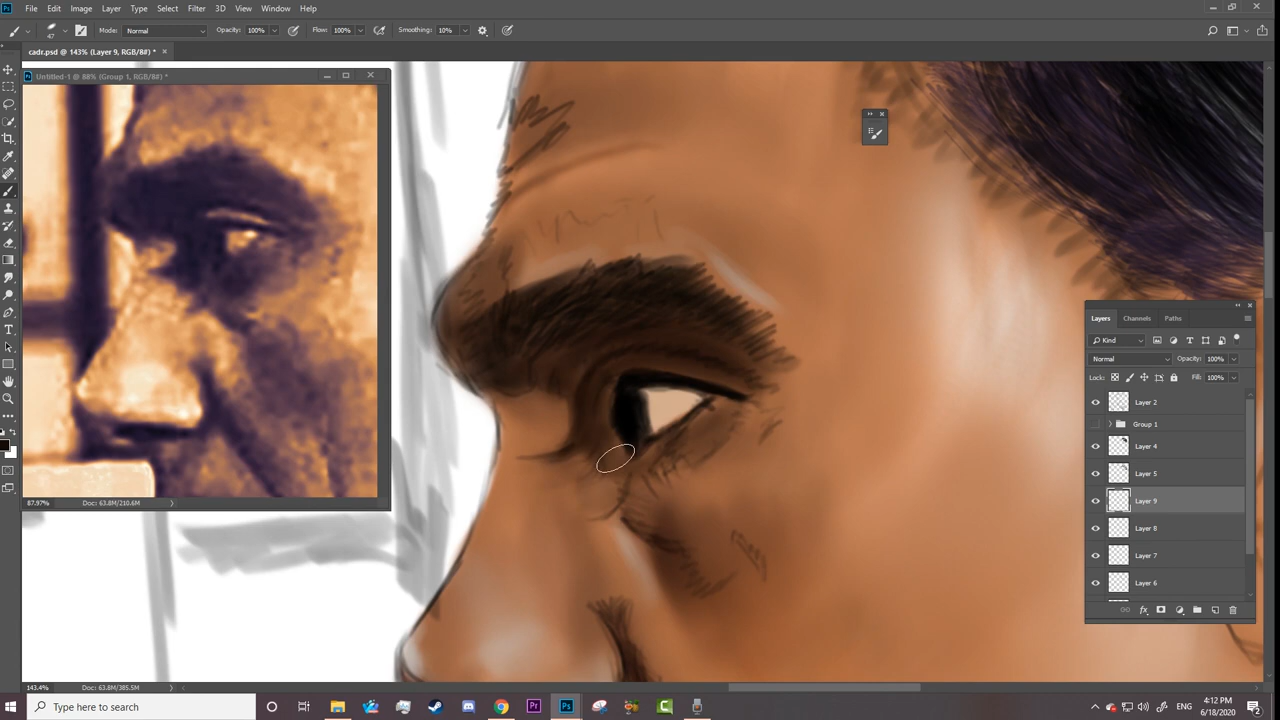 File Edit Image Layer Type Select Filter 3D View Window Help
47 Mode: Normal Opacity: 100% Flow: 100% Smoothing: 10%
cadr.psd @ 143% (Layer 9, RGB/8#) *
Untitled-1 @ 88% (Group 1, RGB/8#) *
87.97% Doc: 63.8M/210.6M
Layers Channels Paths
Kind
Normal Opacity: 100%
Lock: Fill: 100%
Layer 2
Group 1
Layer 4
Layer 5
Layer 9
Layer 8
Layer 7
Layer 6
143.4% Doc: 63.8M/385.5M
Type here to search
ENG
4:12 PM
6/18/2020
2